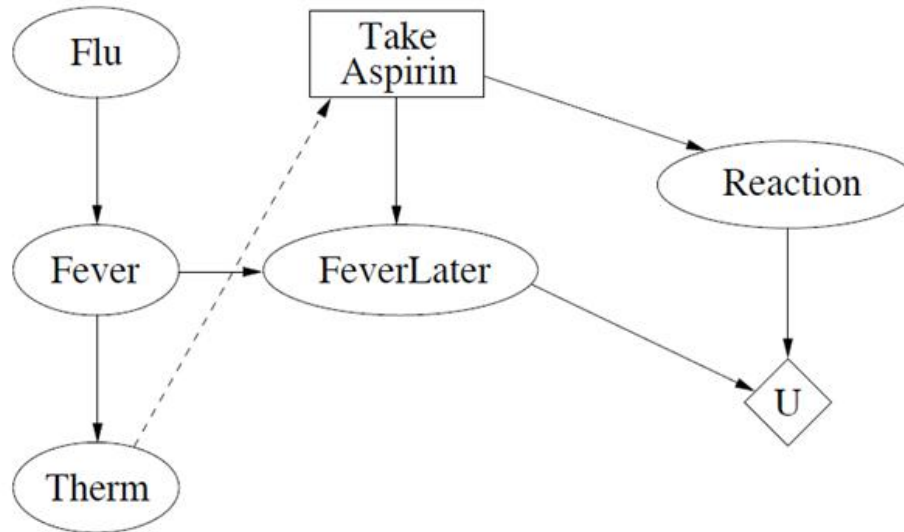 Flu
Take
Aspirin
Reaction
Fever
FeverLater
U
Therm